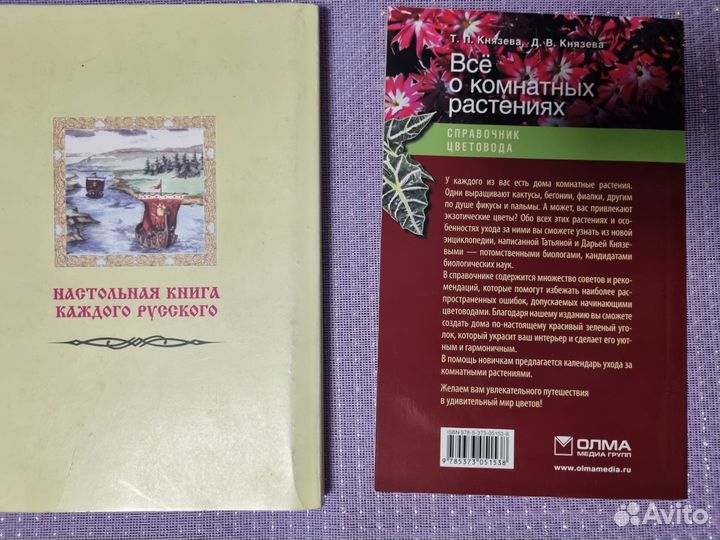 НАСТОЛЬНАЯ КНИГА
КАЖДОГО РУССКОГО
Т. П. Князева, Д. В. Князева
Всё
о комнатных
растениях
СПРАВОЧНИК
ЦВЕТОВОДА
У каждого из вас есть дома комнатные растения.
Одни выращивают кактусы, бегонии, фиалки, другим
по душе фикусы и пальмы. А может, вас привлекают
экзотические цветы? Обо всех этих растениях и осо-
бенностях ухода за ними вы сможете узнать из новой
энциклопедии, написанной Татьяной и Дарьей Князе-
выми — потомственными биологами, кандидатами
биологических наук.
В справочнике содержится множество советов и реко-
мендаций, которые помогут избежать наиболее рас-
пространенных ошибок, допускаемых начинающими
цветоводами. Благодаря нашему изданию вы сможете
создать дома по-настоящему красивый зеленый уго-
лок, который украсит ваш интерьер и сделает его уют-
ным и гармоничным.
В помощь новичкам предлагается календарь ухода за
комнатными растениями.
Желаем вам увлекательного путешествия
в удивительный мир цветов!
ISBN 978-5-373-05153-8
9 785373 051538
ОЛМА
МЕДИА ГРУПП
www.olmamedia.ru
Avito